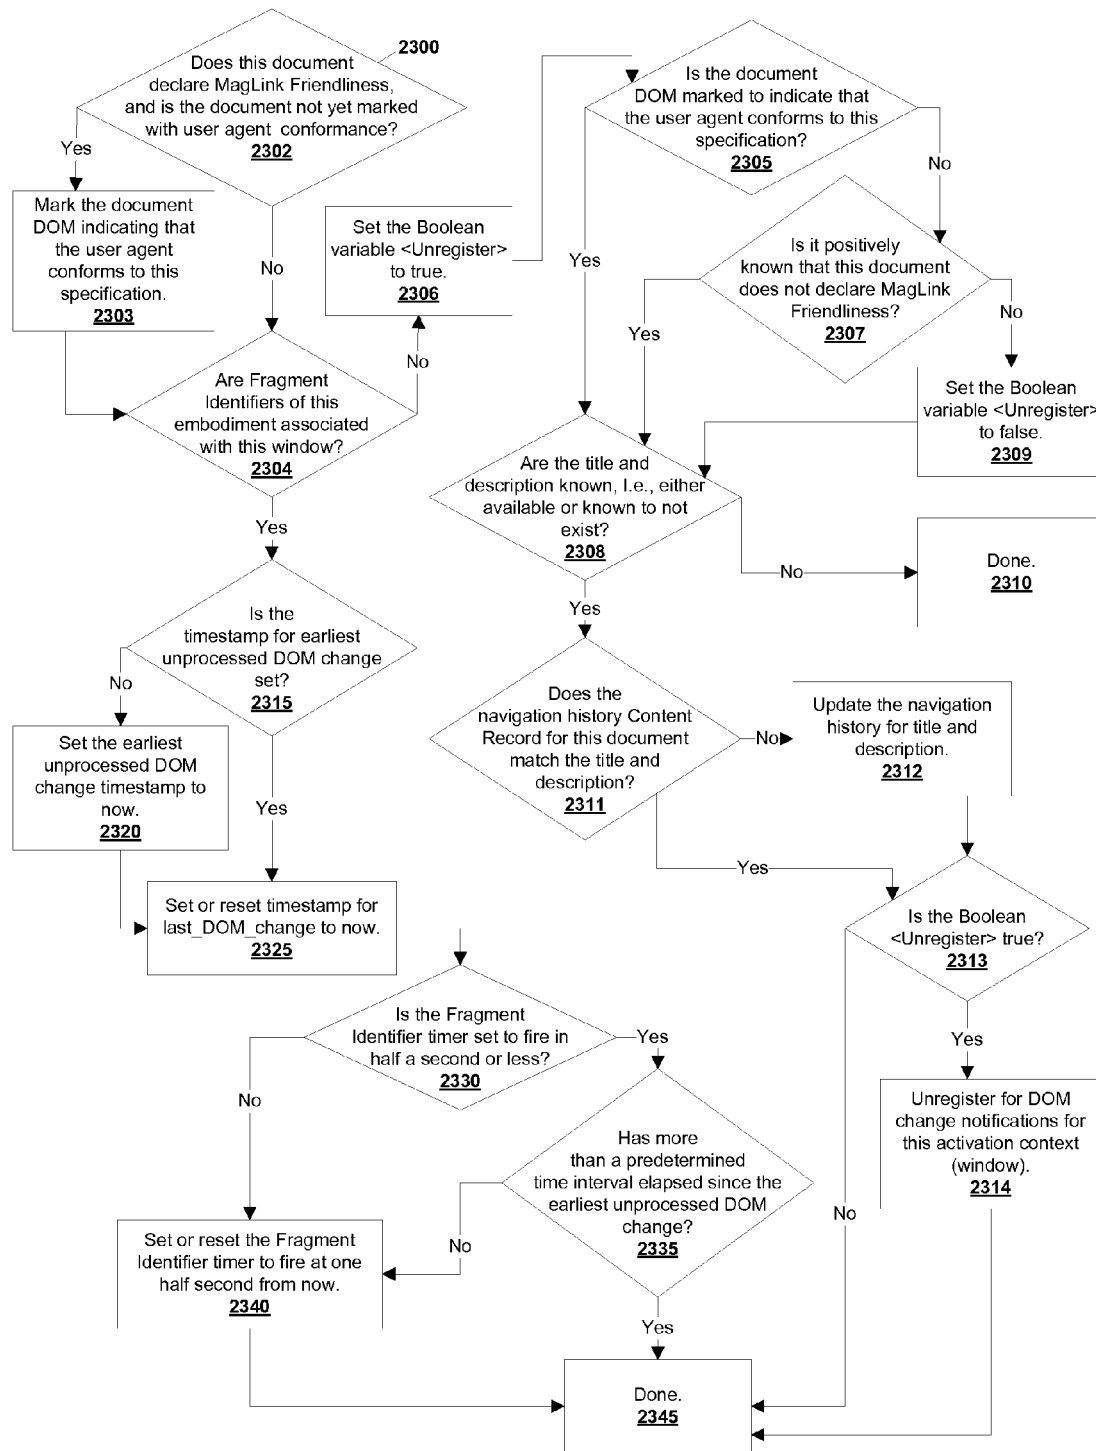 2300
Does this document
declare MagLink Friendliness,
and is the document not yet marked
with user agent conformance?
2302
Yes
No
Mark the document
DOM indicating that
the user agent
conforms to this
specification.
2303
Set the Boolean
variable <Unregister>
to true.
2306
No
Are Fragment
Identifiers of this
embodiment associated
with this window?
2304
Yes
Is the
timestamp for earliest
unprocessed DOM change
set?
2315
No
Set the earliest
unprocessed DOM
change timestamp to
now.
2320
Yes
Set or reset timestamp for
last_DOM_change to now.
2325
Is the document
DOM marked to indicate that
the user agent conforms to this
specification?
2305
No
Yes
Is it positively
known that this document
does not declare MagLink
Friendliness?
2307
Yes
No
Set the Boolean
variable <Unregister>
to false.
2309
Are the title and
description known, I.e., either
available or known to not
exist?
2308
No
Done.
2310
Yes
Does the
navigation history Content
Record for this document
match the title and
description?
2311
No
Update the navigation
history for title and
description.
2312
Yes
Is the Boolean
<Unregister> true?
2313
Yes
No
Unregister for DOM
change notifications for
this activation context
(window).
2314
Is the Fragment
Identifier timer set to fire in
half a second or less?
2330
Yes
No
Has more
than a predetermined
time interval elapsed since the
earliest unprocessed DOM
change?
2335
No
Yes
Set or reset the Fragment
Identifier timer to fire at one
half second from now.
2340
Done.
2345